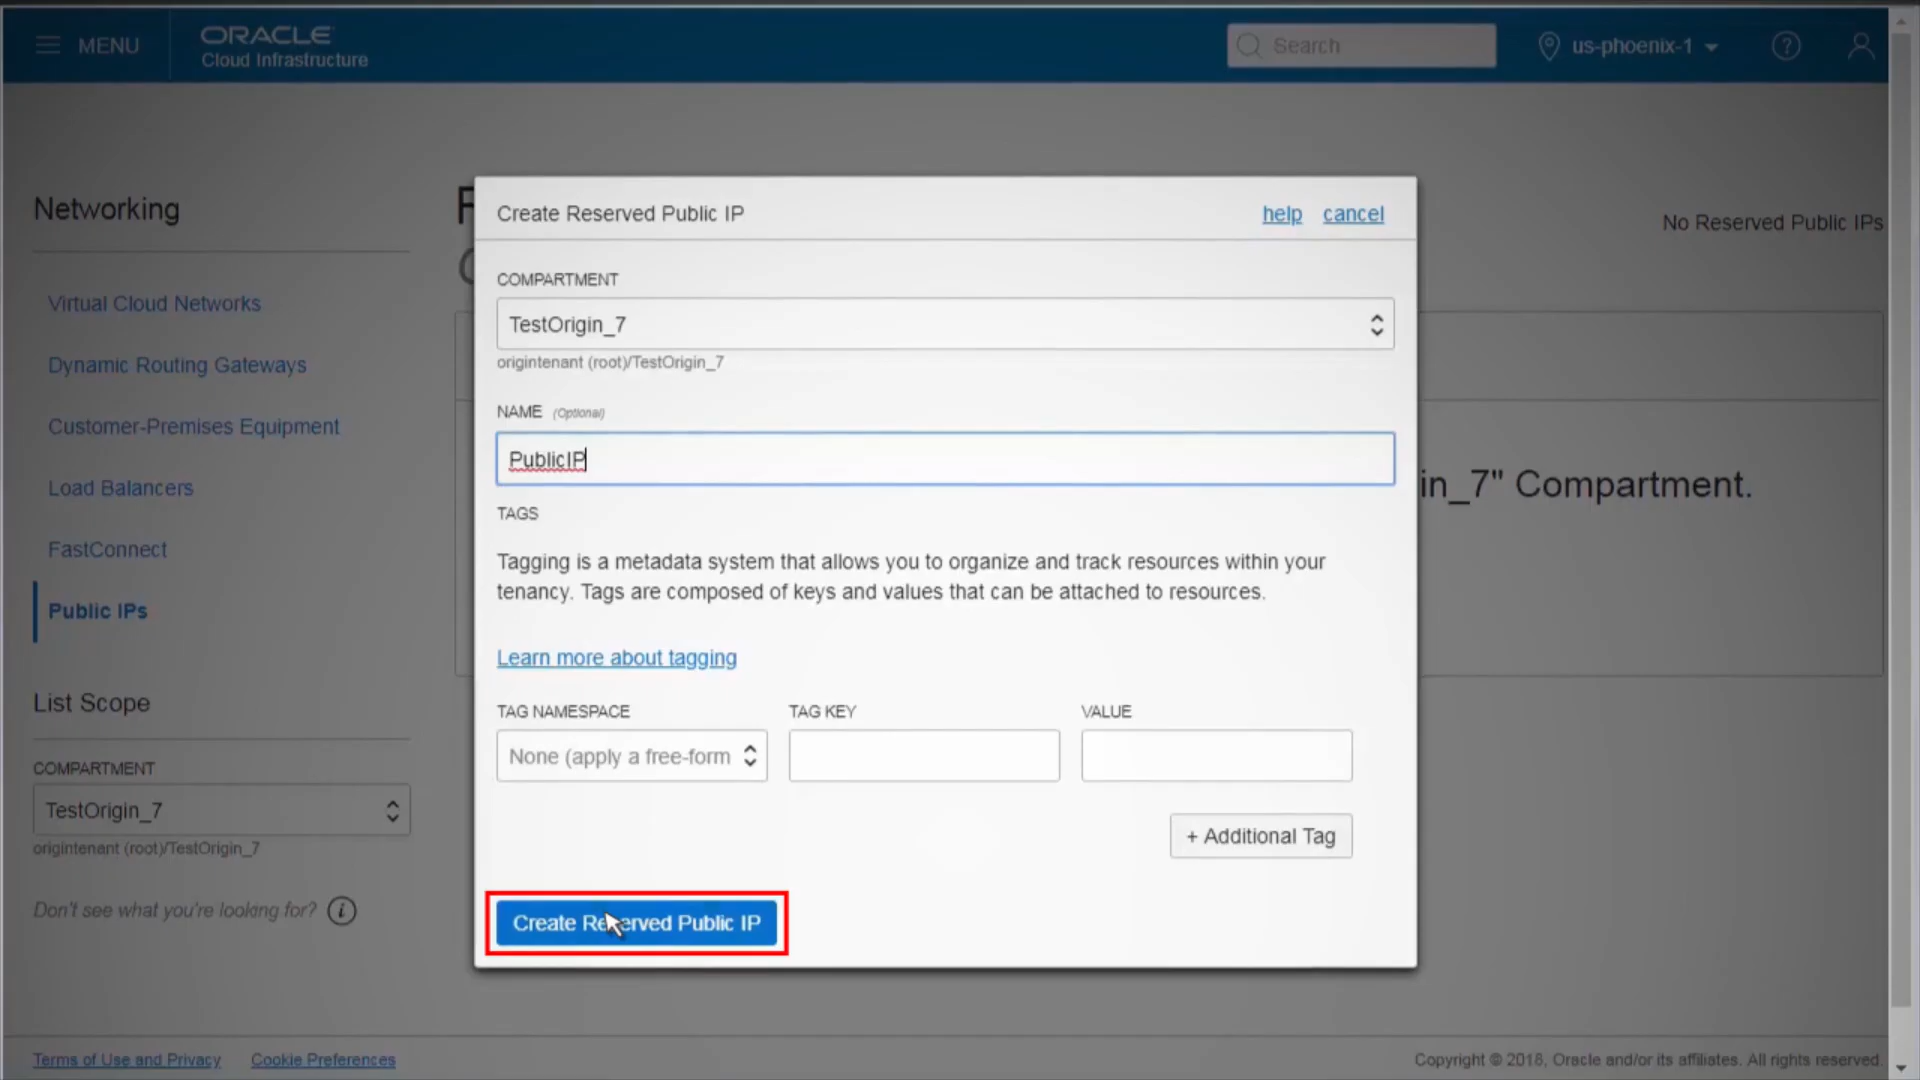 MENU
ORACLE
Cloud Infrastructure
Search
us-phoenix-1
Networking
No Reserved Public IPs
Virtual Cloud Networks
Dynamic Routing Gateways
Customer-Premises Equipment
Load Balancers
FastConnect
Public IPs
List Scope
COMPARTMENT
TestOrigin_7
origintenant (root)/TestOrigin_7
Don't see what you're looking for?
Create Reserved Public IP
help cancel
COMPARTMENT
TestOrigin_7
origintenant (root)/TestOrigin_7
NAME (Optional)
PublicIP
in_7" Compartment.
TAGS
Tagging is a metadata system that allows you to organize and track resources within your
tenancy. Tags are composed of keys and values that can be attached to resources.
Learn more about tagging
TAG NAMESPACE TAG KEY VALUE
None (apply a free-form
+ Additional Tag
Create Reserved Public IP
Terms of Use and Privacy Cookie Preferences
Copyright © 2018, Oracle and/or its affiliates. All rights reserved.